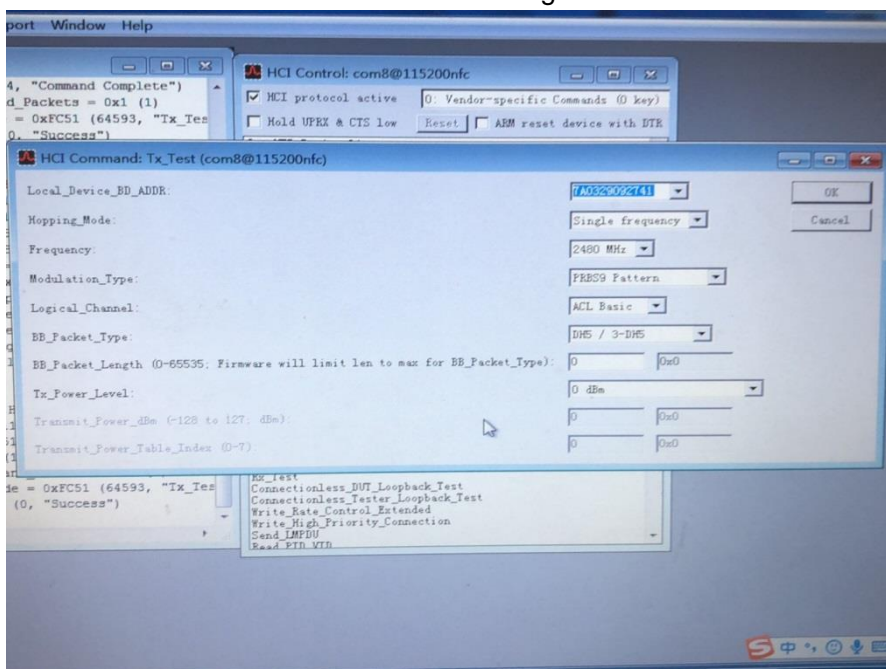 port Window Help
4, "Command Complete")
d_Packets = 0x1 (1)
= 0xFC51 (64593, "Tx_Tes
0, "Success")
HCI Control: com8@115200nfc
HCI protocol active
0: Vendor-specific Commands (0 key)
Hold UPRX & CTS low
Reset
ARM reset device with DTR
HCI Command: Tx_Test (com8@115200nfc)
Local_Device_BD_ADDR:
7A0329092741
OK
Hopping_Mode:
Single frequency
Cancel
Frequency:
2480 MHz
Modulation_Type:
PRBS9 Pattern
Logical_Channel:
ACL Basic
BB_Packet_Type:
DH5 / 3-DH5
BB_Packet_Length (0-65535; Firmware will limit len to max for BB_Packet_Type):
0
0x0
Tx_Power_Level:
0 dBm
Transmit_Power_dBm (-128 to 127; dBm):
0
0x0
Transmit_Power_Table_Index (0-7)
0
0x0
de = 0xFC51 (64593, "Tx_Tes
(0, "Success")
Rx_Test
Connectionless_DUT_Loopback_Test
Connectionless_Tester_Loopback_Test
Write_Rate_Control_Extended
Write_High_Priority_Connection
Send_LMPDU
Read_PID_VID
中